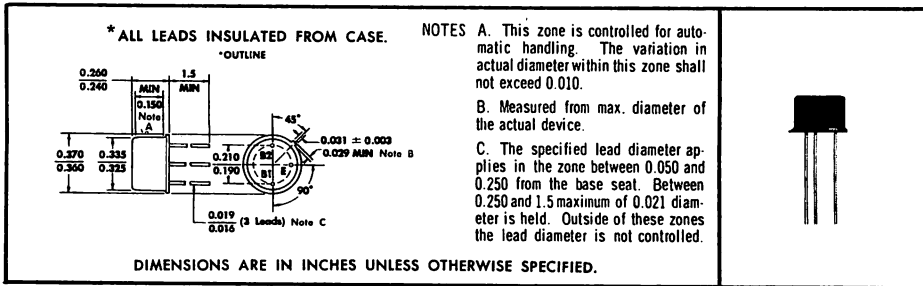 *ALL LEADS INSULATED FROM CASE.
*OUTLINE
0.260
0.240
1.5
MIN
MIN
0.150
Note
A
45°
0.031 ± 0.003
0.029 MIN Note B
0.370
0.360
0.335
0.325
0.210
0.190
B2
E
B1
90°
0.019
0.016
(3 Leads) Note C
NOTES A. This zone is controlled for auto-
matic handling. The variation in
actual diameter within this zone shall
not exceed 0.010.
B. Measured from max. diameter of
the actual device.
C. The specified lead diameter ap-
plies in the zone between 0.050 and
0.250 from the base seat. Between
0.250 and 1.5 maximum of 0.021 diam-
eter is held. Outside of these zones
the lead diameter is not controlled.
DIMENSIONS ARE IN INCHES UNLESS OTHERWISE SPECIFIED.